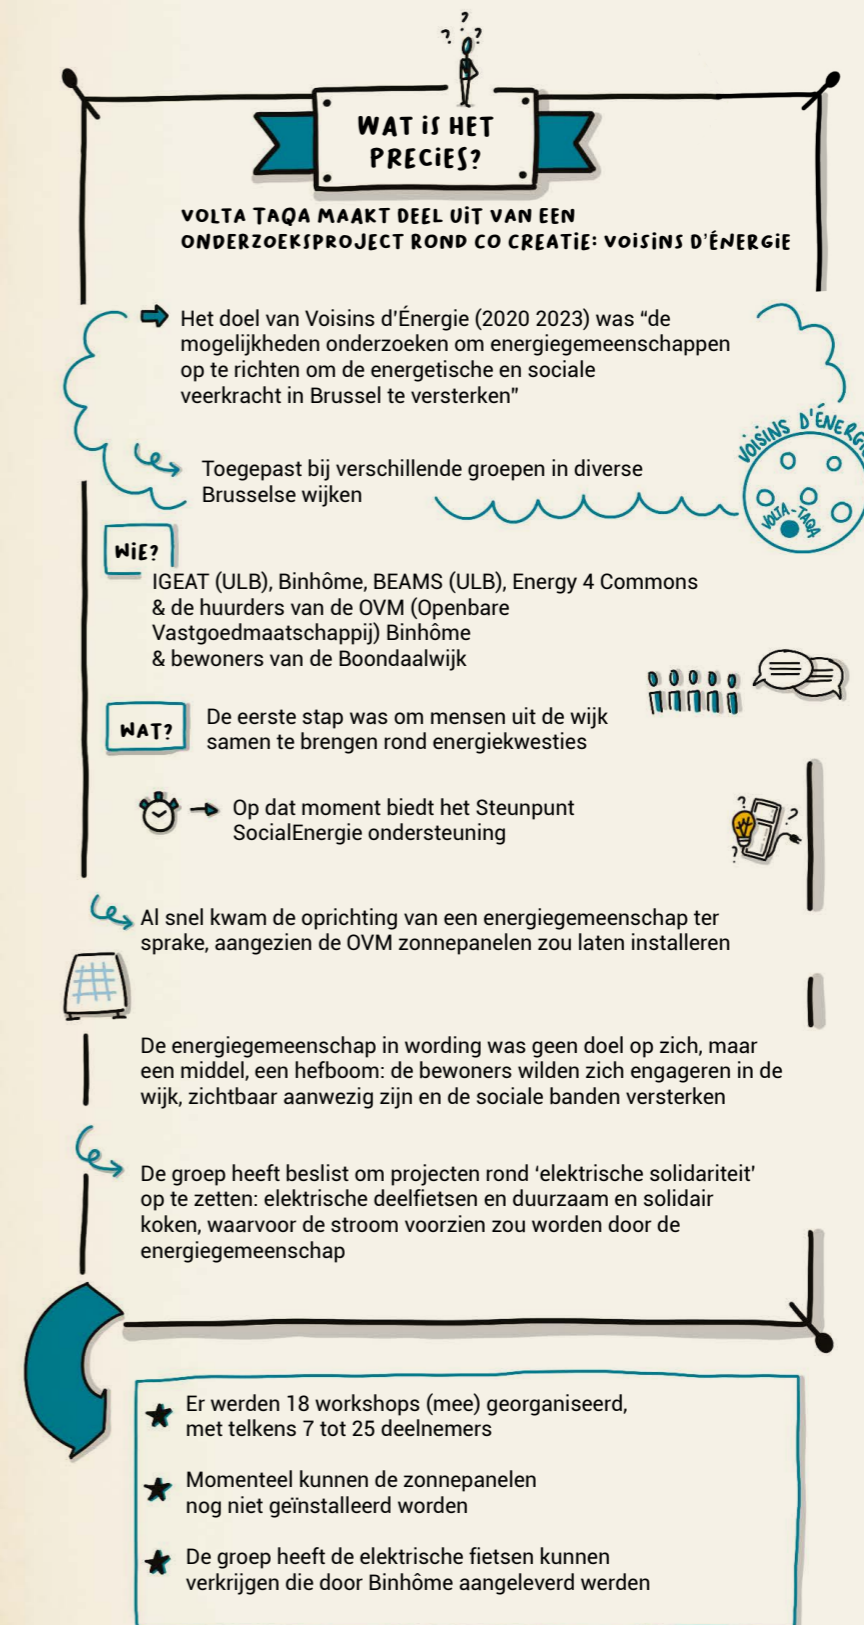 ? ? ?
WAT iS HET
PRECiES?
VOLTA TAQA MAAKT DEEL UiT VAN EEN
ONDERZOEKSPROJECT ROND CO CREATiE: VOiSiNS D'ÉNERGiE
Het doel van Voisins d'Énergie (2020 2023) was “de
mogelijkheden onderzoeken om energiegemeenschappen
op te richten om de energetische en sociale
veerkracht in Brussel te versterken”
VOiSiNS D'ÉNERGiE
VOLTA-TAQA
Toegepast bij verschillende groepen in diverse
Brusselse wijken
WiE?
IGEAT (ULB), Binhôme, BEAMS (ULB), Energy 4 Commons
& de huurders van de OVM (Openbare
Vastgoedmaatschappij) Binhôme
& bewoners van de Boondaalwijk
WAT?
De eerste stap was om mensen uit de wijk
samen te brengen rond energiekwesties
Op dat moment biedt het Steunpunt
SocialEnergie ondersteuning
? ? ?
Al snel kwam de oprichting van een energiegemeenschap ter
sprake, aangezien de OVM zonnepanelen zou laten installeren
De energiegemeenschap in wording was geen doel op zich, maar
een middel, een hefboom: de bewoners wilden zich engageren in de
wijk, zichtbaar aanwezig zijn en de sociale banden versterken
De groep heeft beslist om projecten rond ‘elektrische solidariteit’
op te zetten: elektrische deelfietsen en duurzaam en solidair
koken, waarvoor de stroom voorzien zou worden door de
energiegemeenschap
Er werden 18 workshops (mee) georganiseerd,
met telkens 7 tot 25 deelnemers
Momenteel kunnen de zonnepanelen
nog niet geïnstalleerd worden
De groep heeft de elektrische fietsen kunnen
verkrijgen die door Binhôme aangeleverd werden